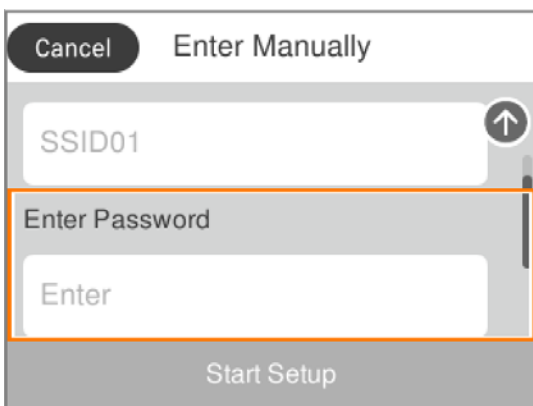 Cancel Enter Manually
SSID01
Enter Password
Enter
Start Setup